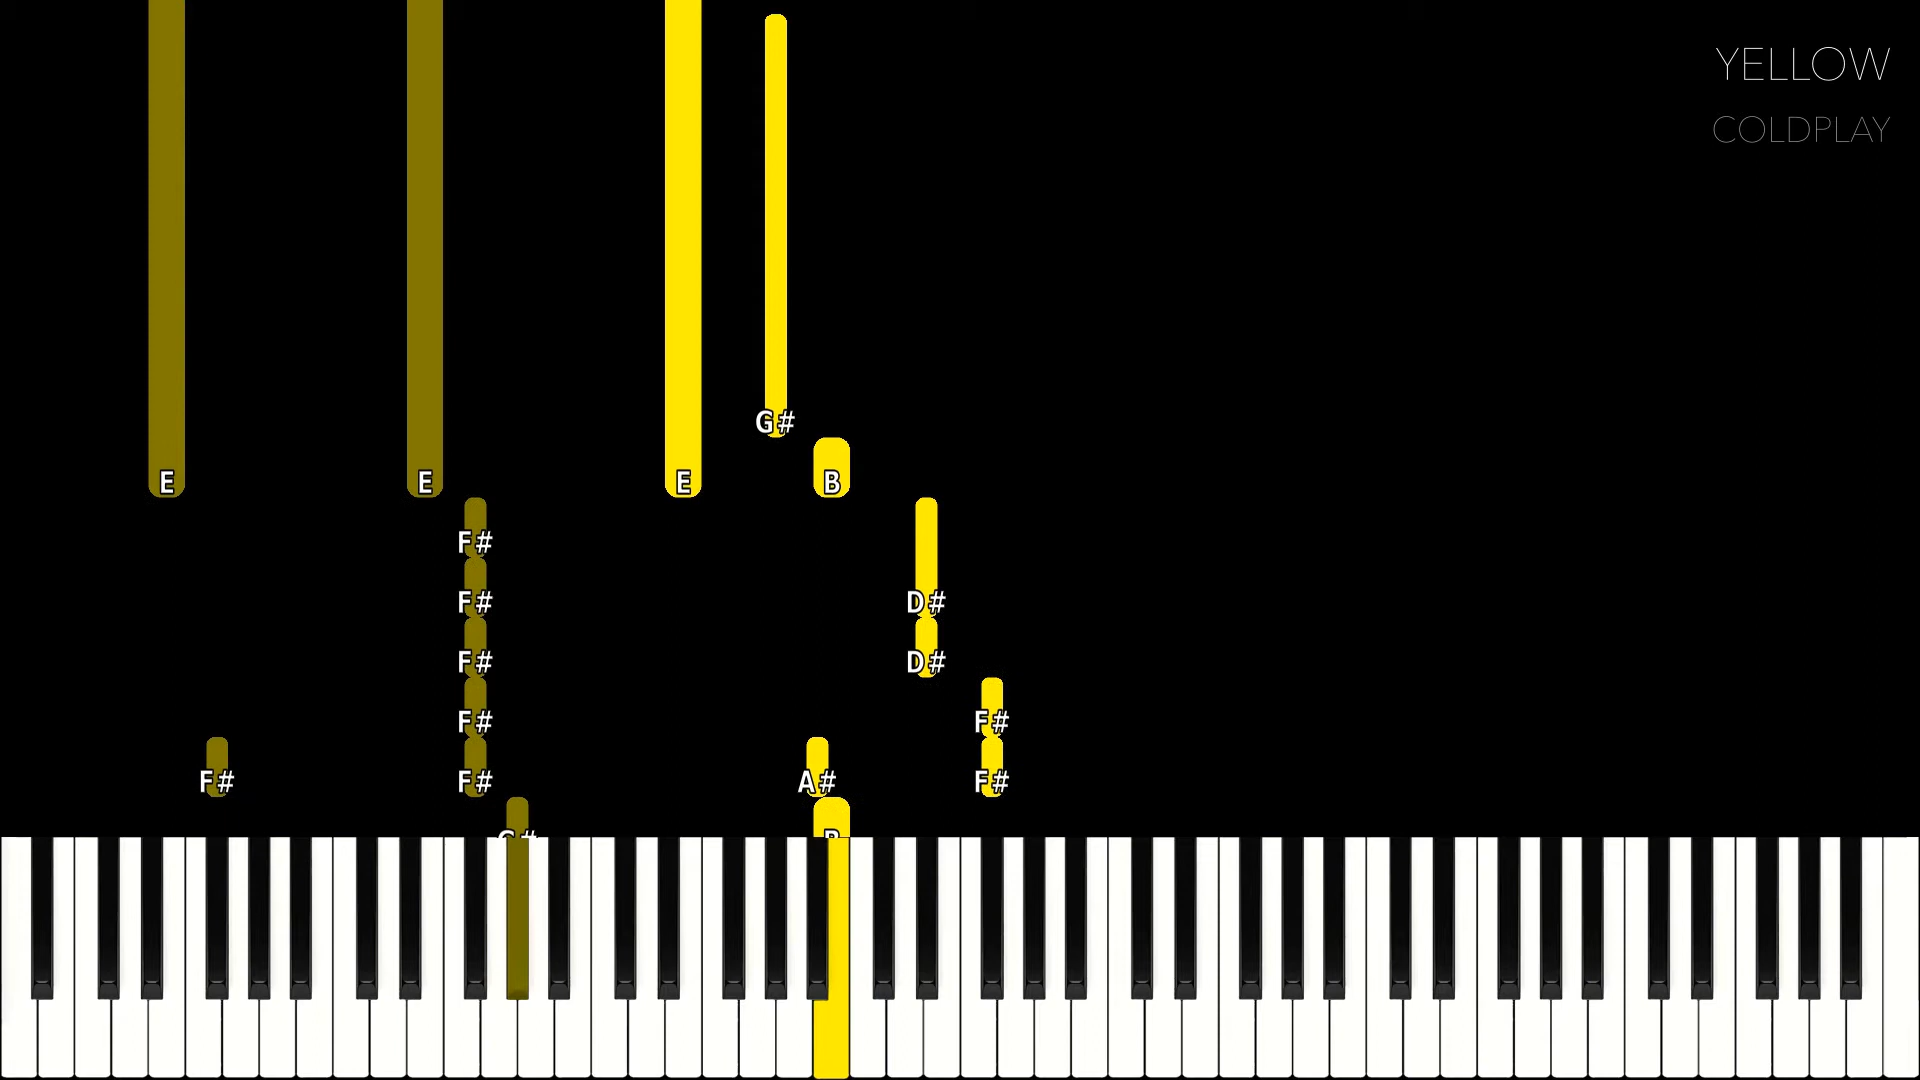 YELLOW
COLDPLAY
G#
E E E B
F#
F# D#
F# D#
F# F#
F# F# A# F#
G# B